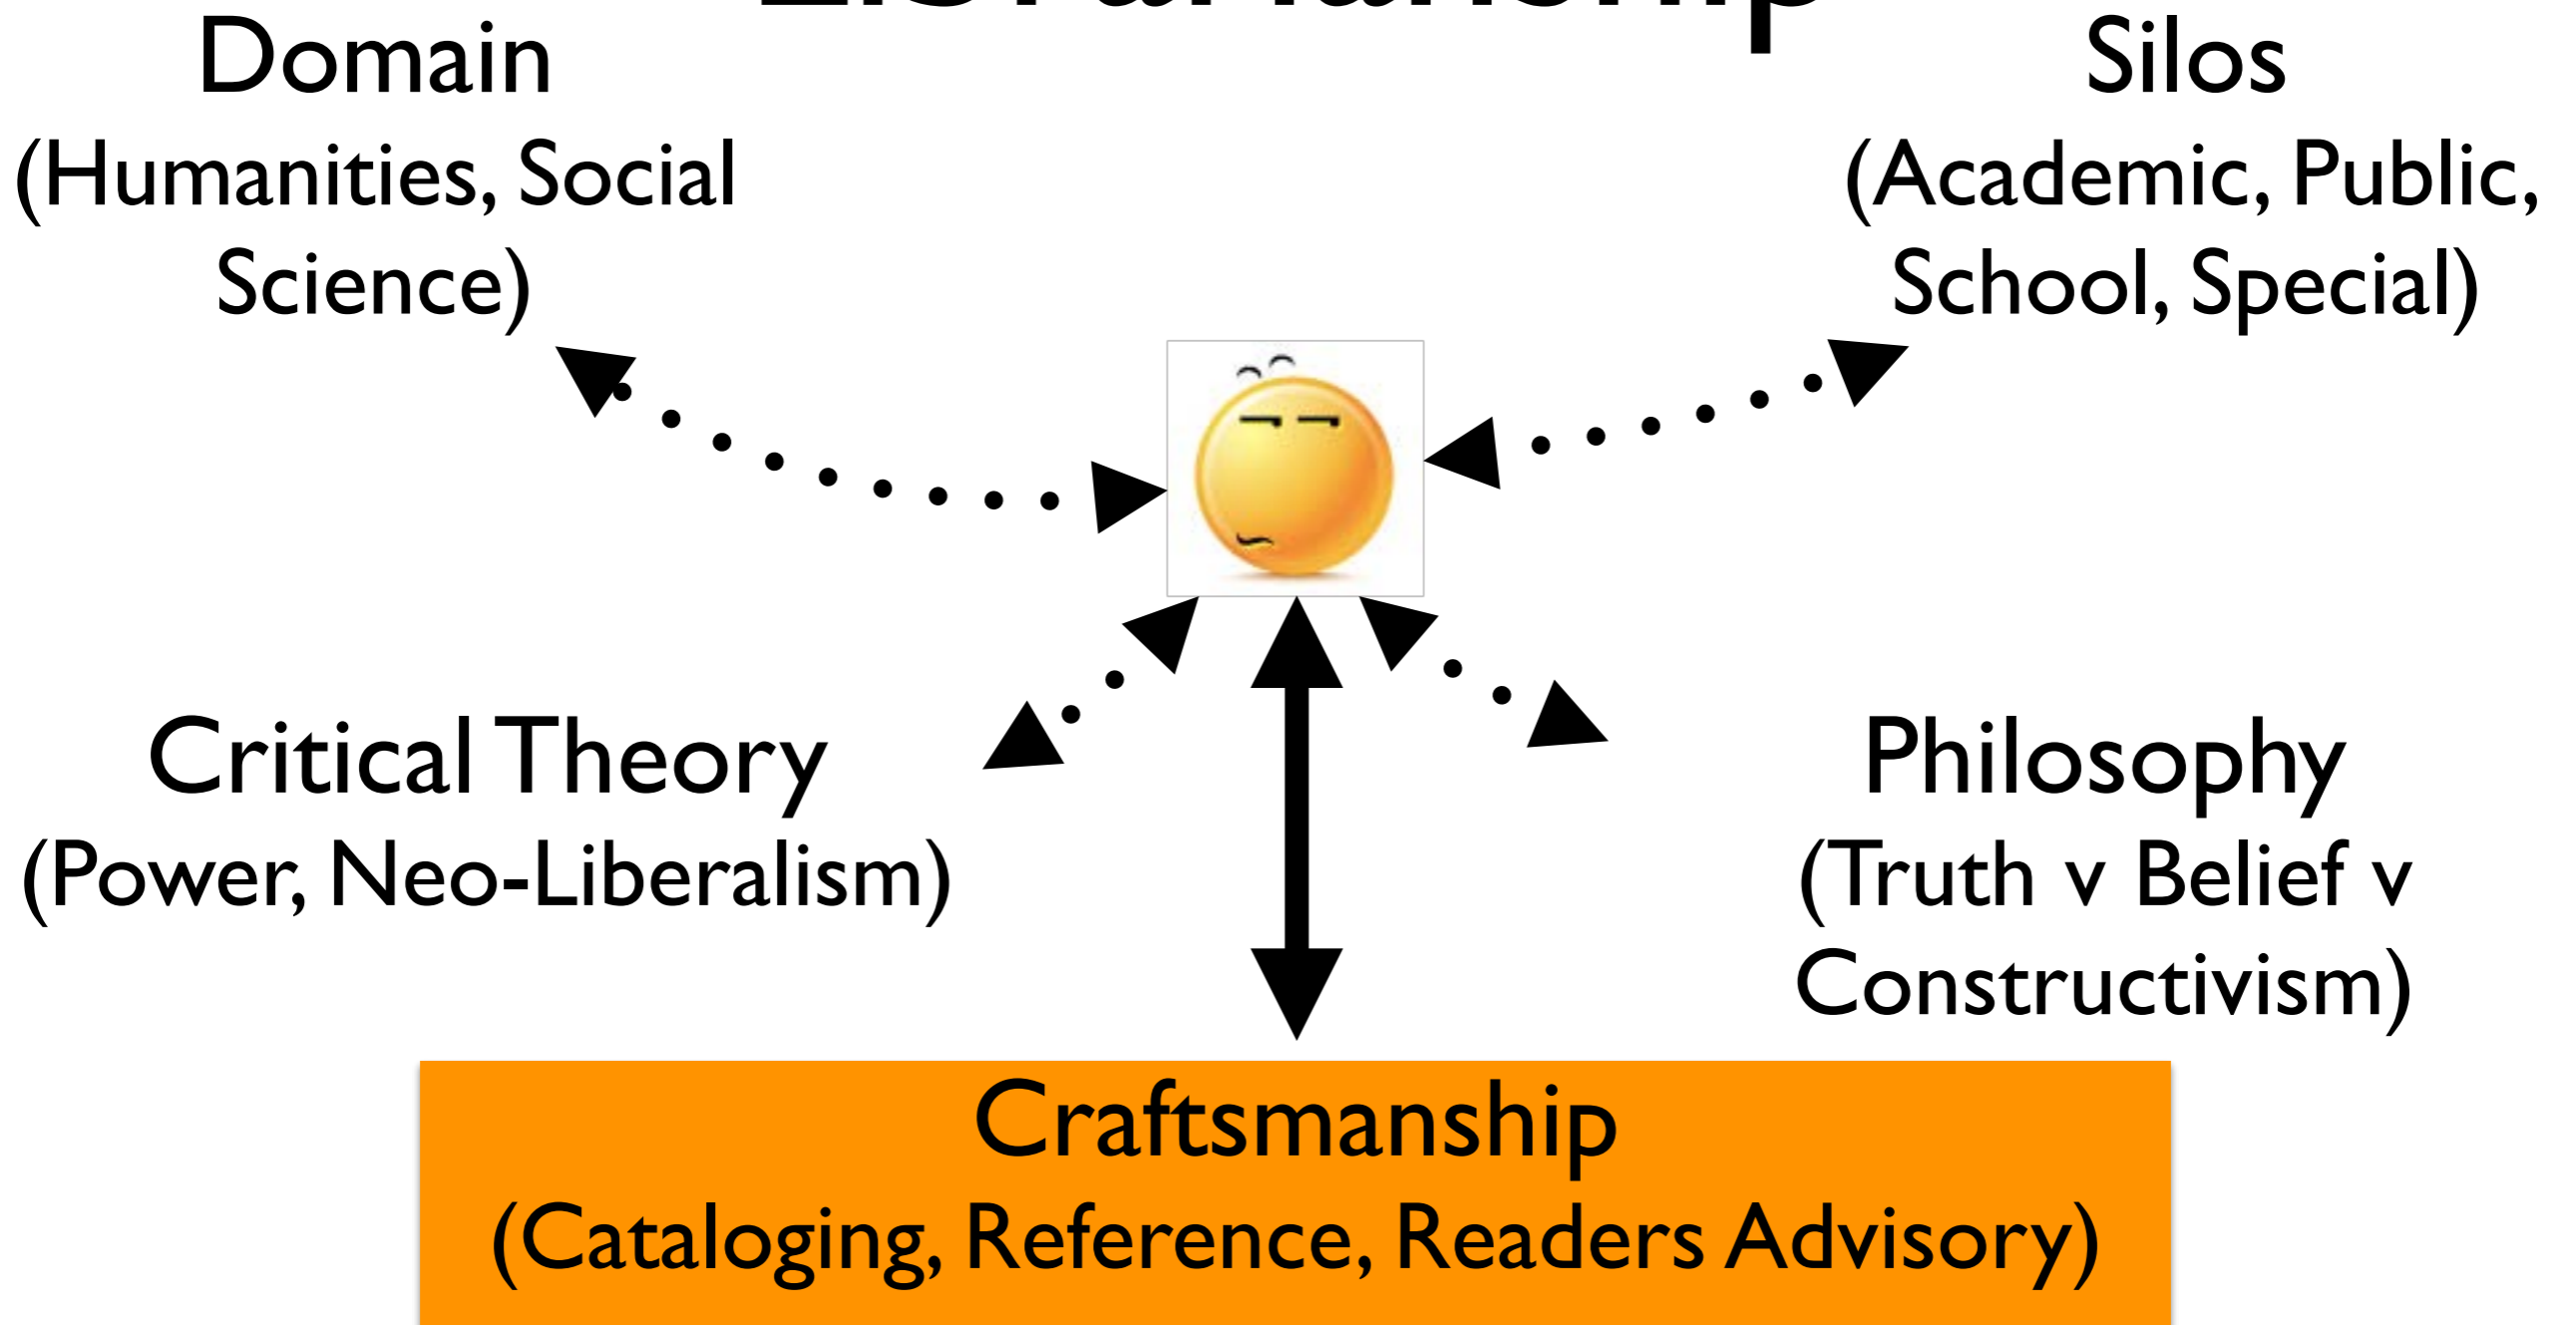 Librarianship
Domain
(Humanities, Social
Science)
Silos
(Academic, Public,
School, Special)
Critical Theory
(Power, Neo-Liberalism)
Philosophy
(Truth v Belief v
Constructivism)
Craftsmanship
(Cataloging, Reference, Readers Advisory)